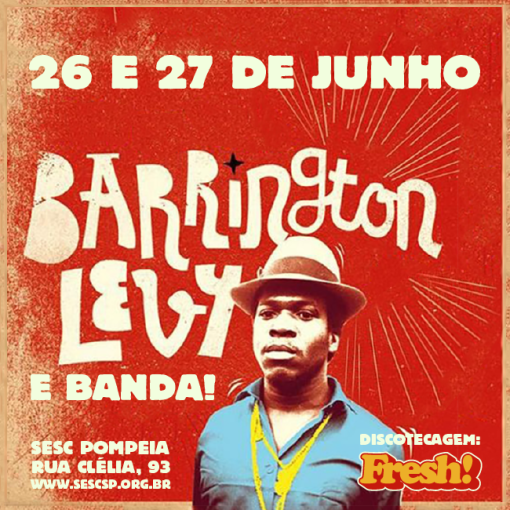 26 E 27 DE JUNHO
BARRington
LEVY
E BANDA!
SESC POMPEIA
RUA CLÉLIA, 93
WWW.SESCSP.ORG.BR
DISCOTECAGEM:
Fresh!